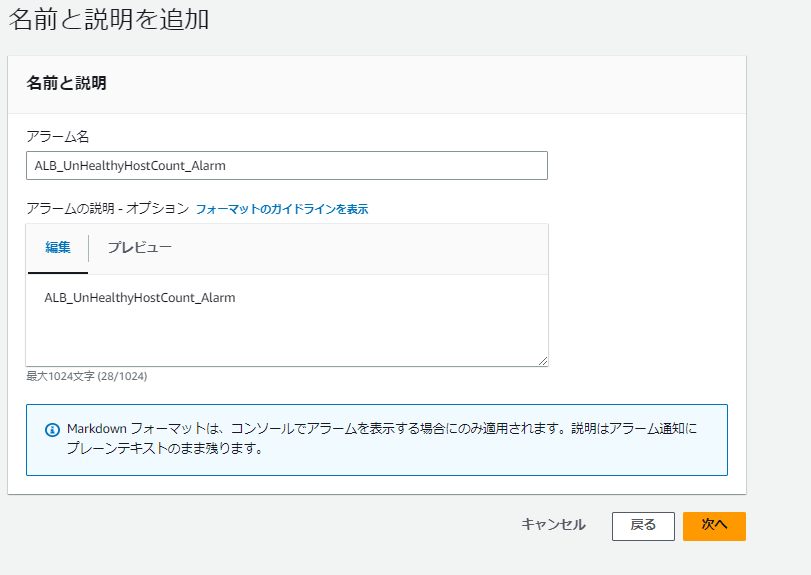 名前と説明を追加
名前と説明
アラーム名
ALB_UnHealthyHostCount_Alarm
アラームの説明 - オプション フォーマットのガイドラインを表示
編集 プレビュー
ALB_UnHealthyHostCount_Alarm
最大1024文字 (28/1024)
Markdown フォーマットは、コンソールでアラームを表示する場合にのみ適用されます。説明はアラーム通知に
プレーンテキストのまま残ります。
キャンセル 戻る 次へ